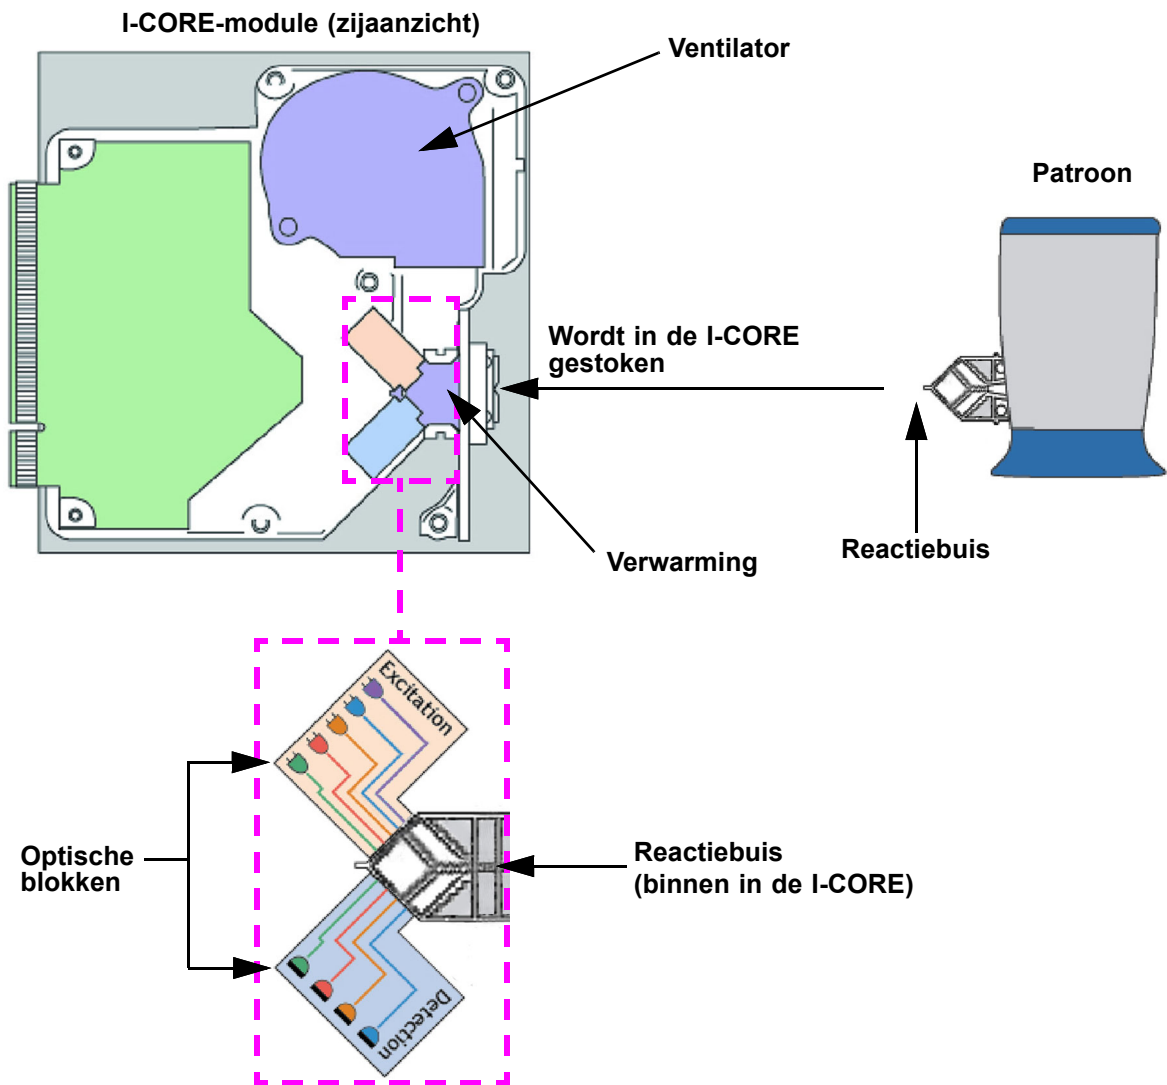 I-CORE-module (zijaanzicht)
Ventilator
Patroon
Wordt in de I-CORE
gestoken
Reactiebuis
Verwarming
Excitation
Optische
blokken
Reactiebuis
(binnen in de I-CORE)
Detection